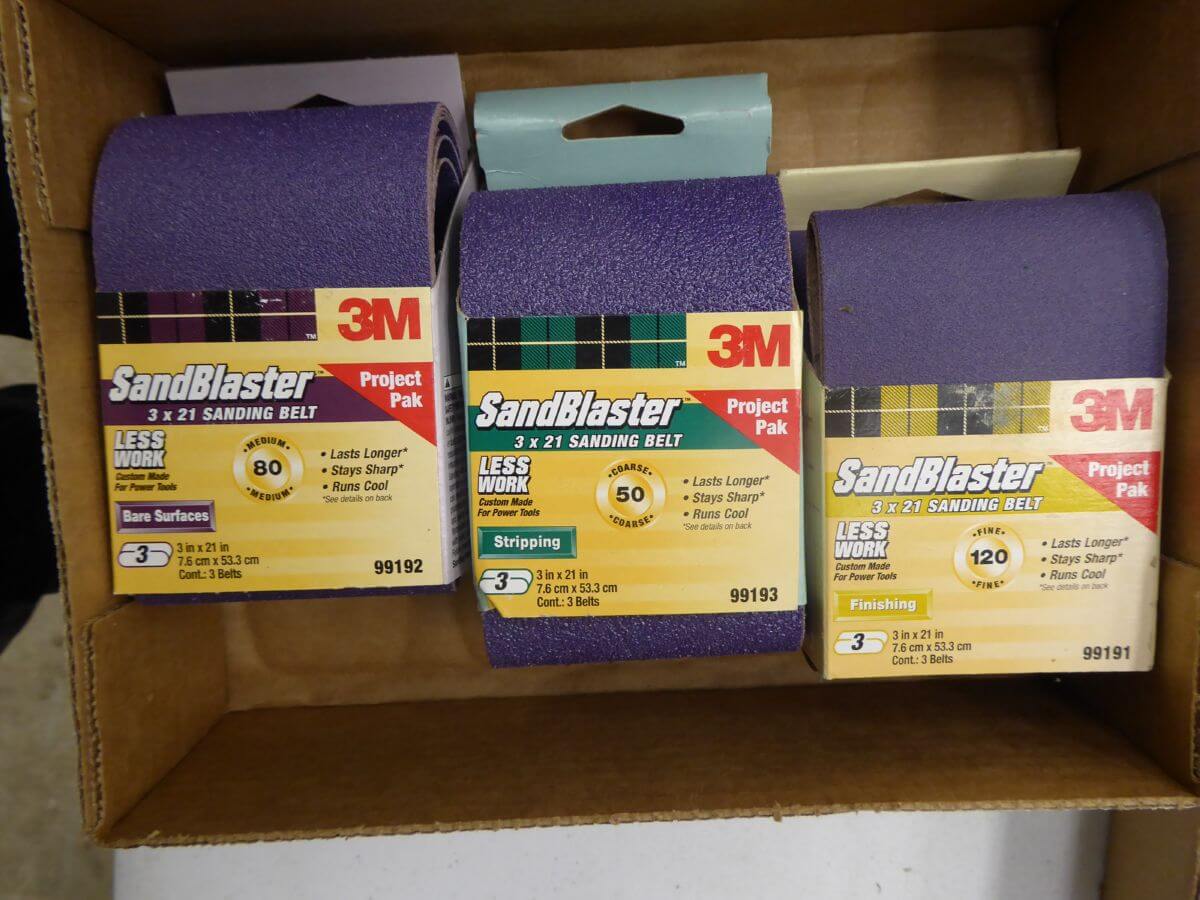 3M
TM
SandBlaster™
3 x 21 SANDING BELT
Project
Pak
LESS
WORK
Custom Made
For Power Tools
MEDIUM
80
MEDIUM
• Lasts Longer*
• Stays Sharp*
• Runs Cool
*See details on back
Bare Surfaces
3
3 in x 21 in
7.6 cm x 53.3 cm
Cont.: 3 Belts
99192
3M
TM
SandBlaster™
3 x 21 SANDING BELT
Project
Pak
LESS
WORK
Custom Made
For Power Tools
COARSE
50
COARSE
• Lasts Longer*
• Stays Sharp*
• Runs Cool
*See details on back
Stripping
3
3 in x 21 in
7.6 cm x 53.3 cm
Cont.: 3 Belts
99193
3M
TM
SandBlaster™
3 x 21 SANDING BELT
Project
Pak
LESS
WORK
Custom Made
For Power Tools
FINE
120
FINE
• Lasts Longer*
• Stays Sharp*
• Runs Cool
*See details on back
Finishing
3
3 in x 21 in
7.6 cm x 53.3 cm
Cont.: 3 Belts
99191